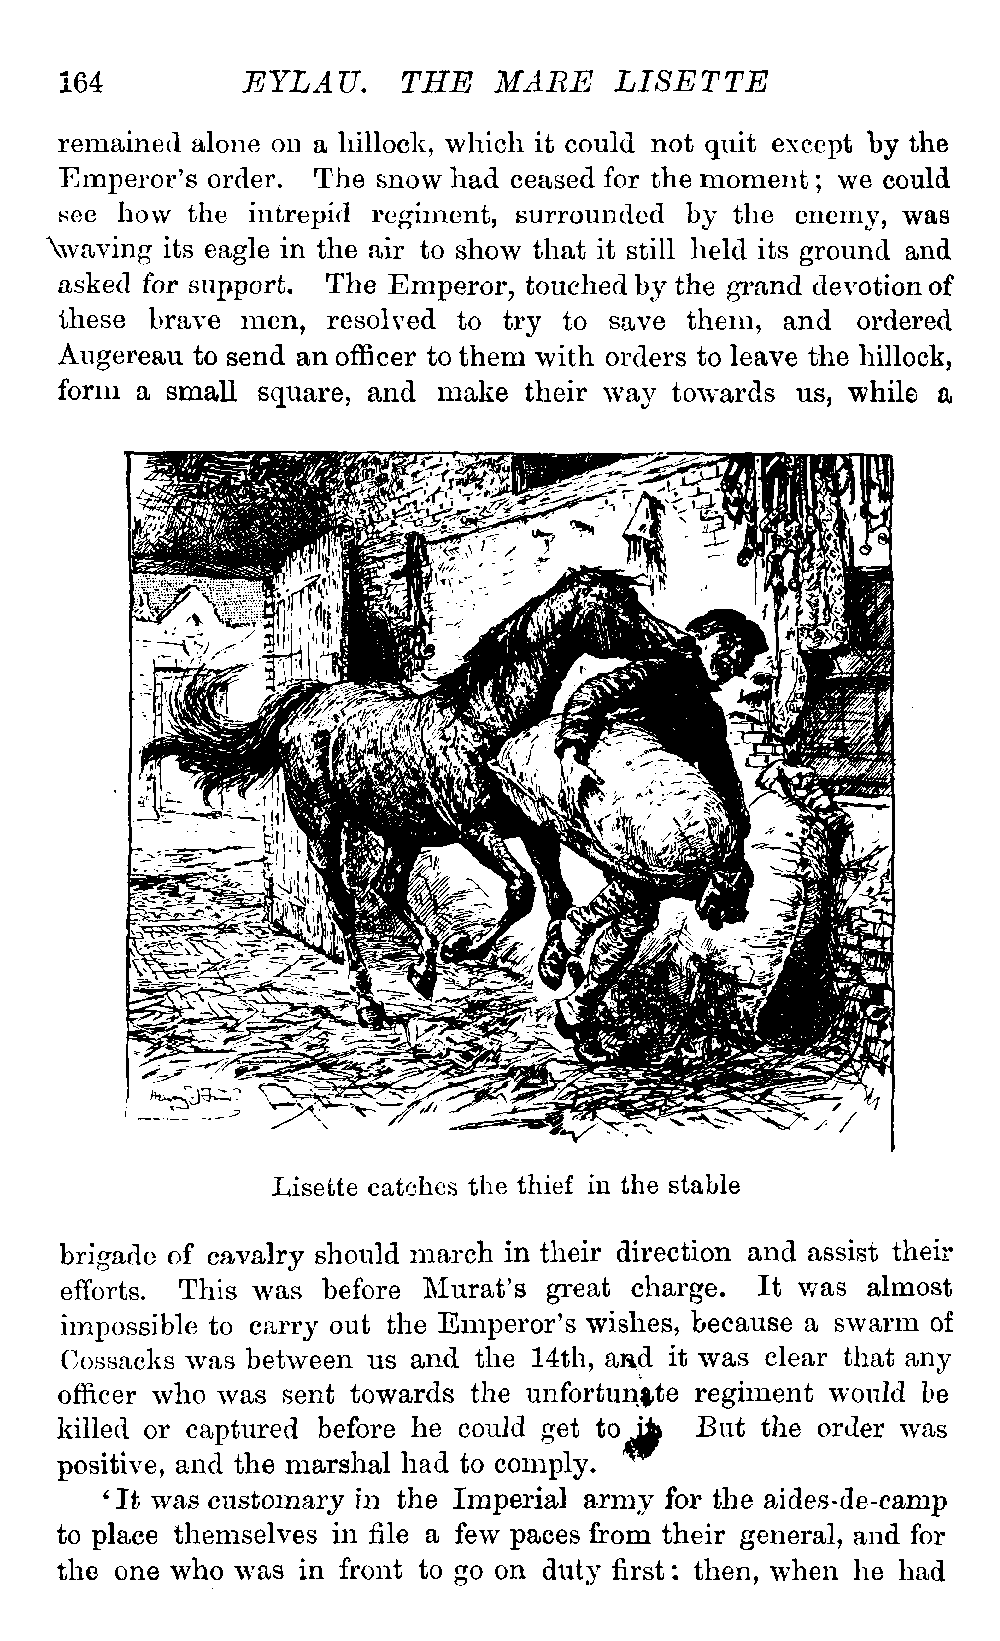 164 EYLAU. THE MARE LISETTE
remained alone on a hillock, which it could not quit except by the
Emperor's order. The snow had ceased for the moment; we could
see how the intrepid regiment, surrounded by the enemy, was
waving its eagle in the air to show that it still held its ground and
asked for support. The Emperor, touched by the grand devotion of
these brave men, resolved to try to save them, and ordered
Augereau to send an officer to them with orders to leave the hillock,
form a small square, and make their way towards us, while a
Lisette catches the thief in the stable
brigade of cavalry should march in their direction and assist their
efforts. This was before Murat's great charge. It was almost
impossible to carry out the Emperor's wishes, because a swarm of
Cossacks was between us and the 14th, and it was clear that any
officer who was sent towards the unfortunate regiment would be
killed or captured before he could get to it But the order was
positive, and the marshal had to comply.
'It was customary in the Imperial army for the aides-de-camp
to place themselves in file a few paces from their general, and for
the one who was in front to go on duty first: then, when he had